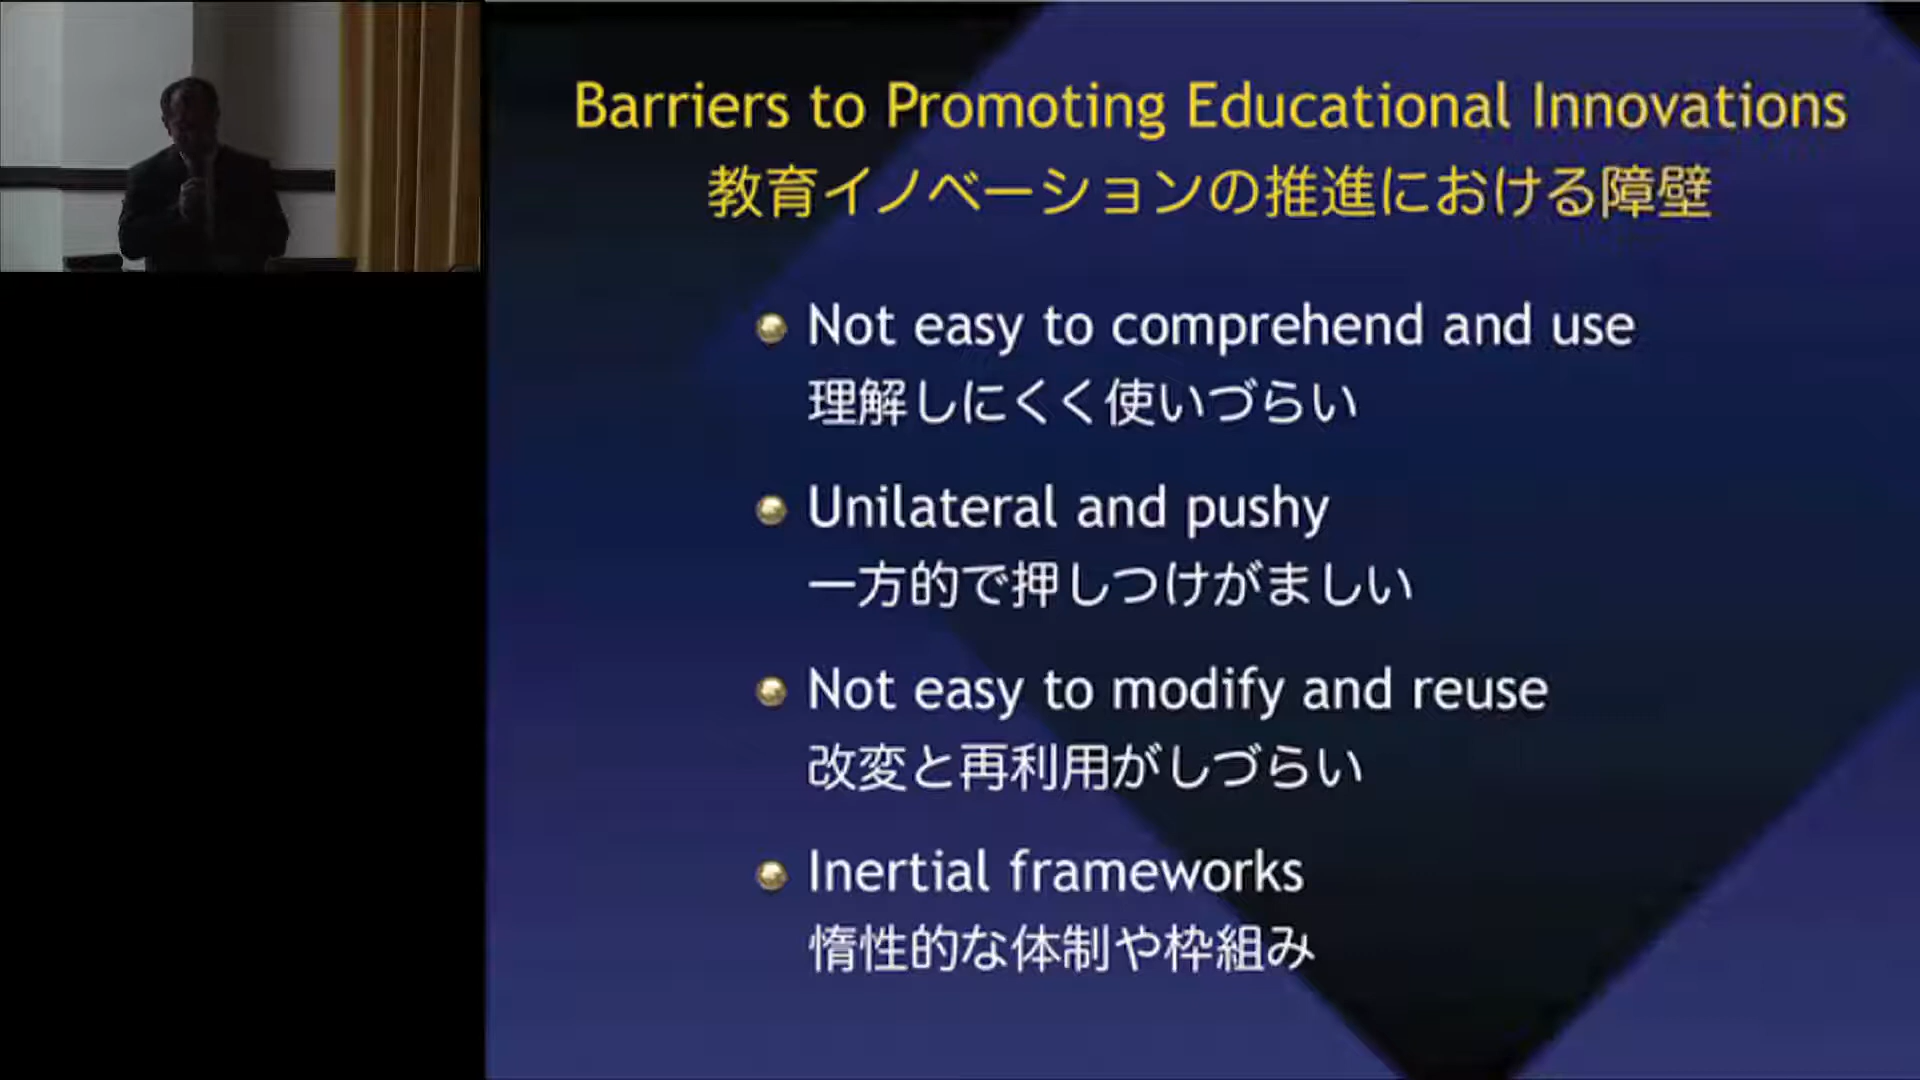 Barriers to Promoting Educational Innovations
教育イノベーションの推進における障壁
Not easy to comprehend and use
理解しにくく使いづらい
Unilateral and pushy
一方的で押しつけがましい
Not easy to modify and reuse
改変と再利用がしづらい
Inertial frameworks
惰性的な体制や枠組み